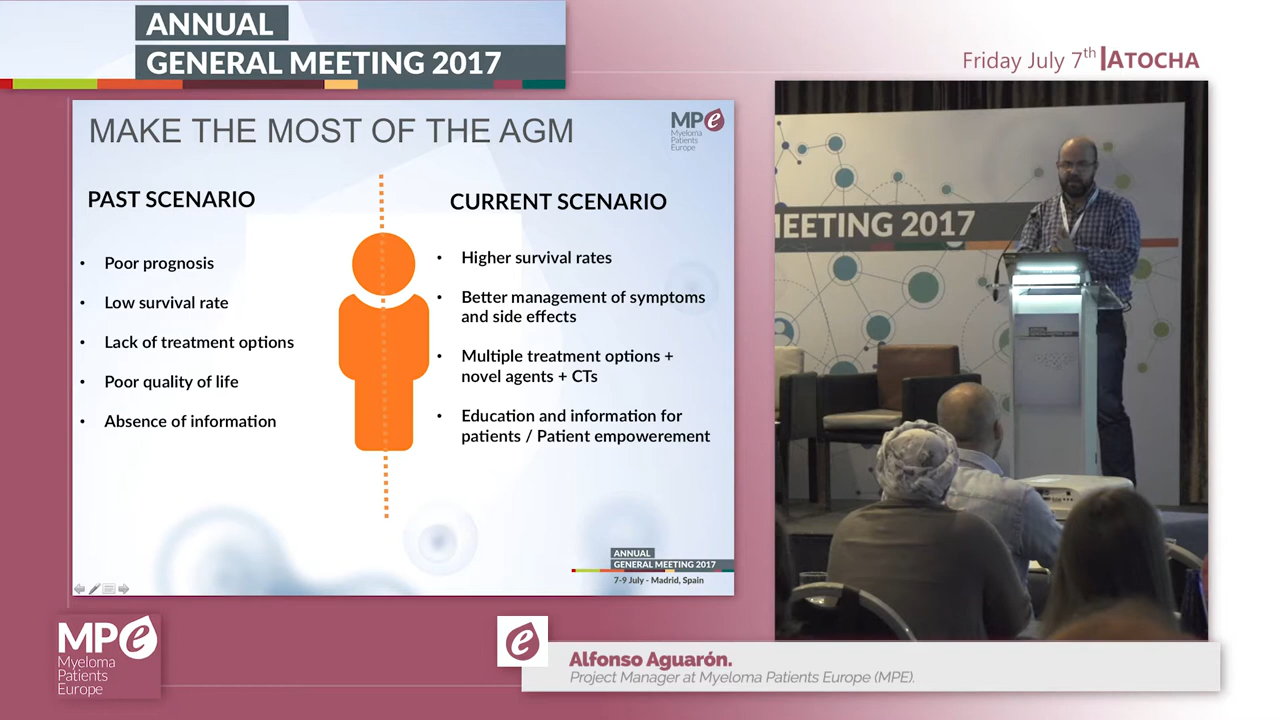 ANNUAL
GENERAL MEETING 2017
Friday July 7th |ATOCHA
MAKE THE MOST OF THE AGM
MPe
Myeloma
Patients
Europe
PAST SCENARIO
• Poor prognosis
• Low survival rate
• Lack of treatment options
• Poor quality of life
• Absence of information
CURRENT SCENARIO
• Higher survival rates
• Better management of symptoms
and side effects
• Multiple treatment options +
novel agents + CTs
• Education and information for
patients / Patient empowerement
ANNUAL
GENERAL MEETING 2017
7-9 July - Madrid, Spain
MEETING 2017
MPe
Myeloma
Patients
Europe
e
Alfonso Aguarón.
Project Manager at Myeloma Patients Europe (MPE).